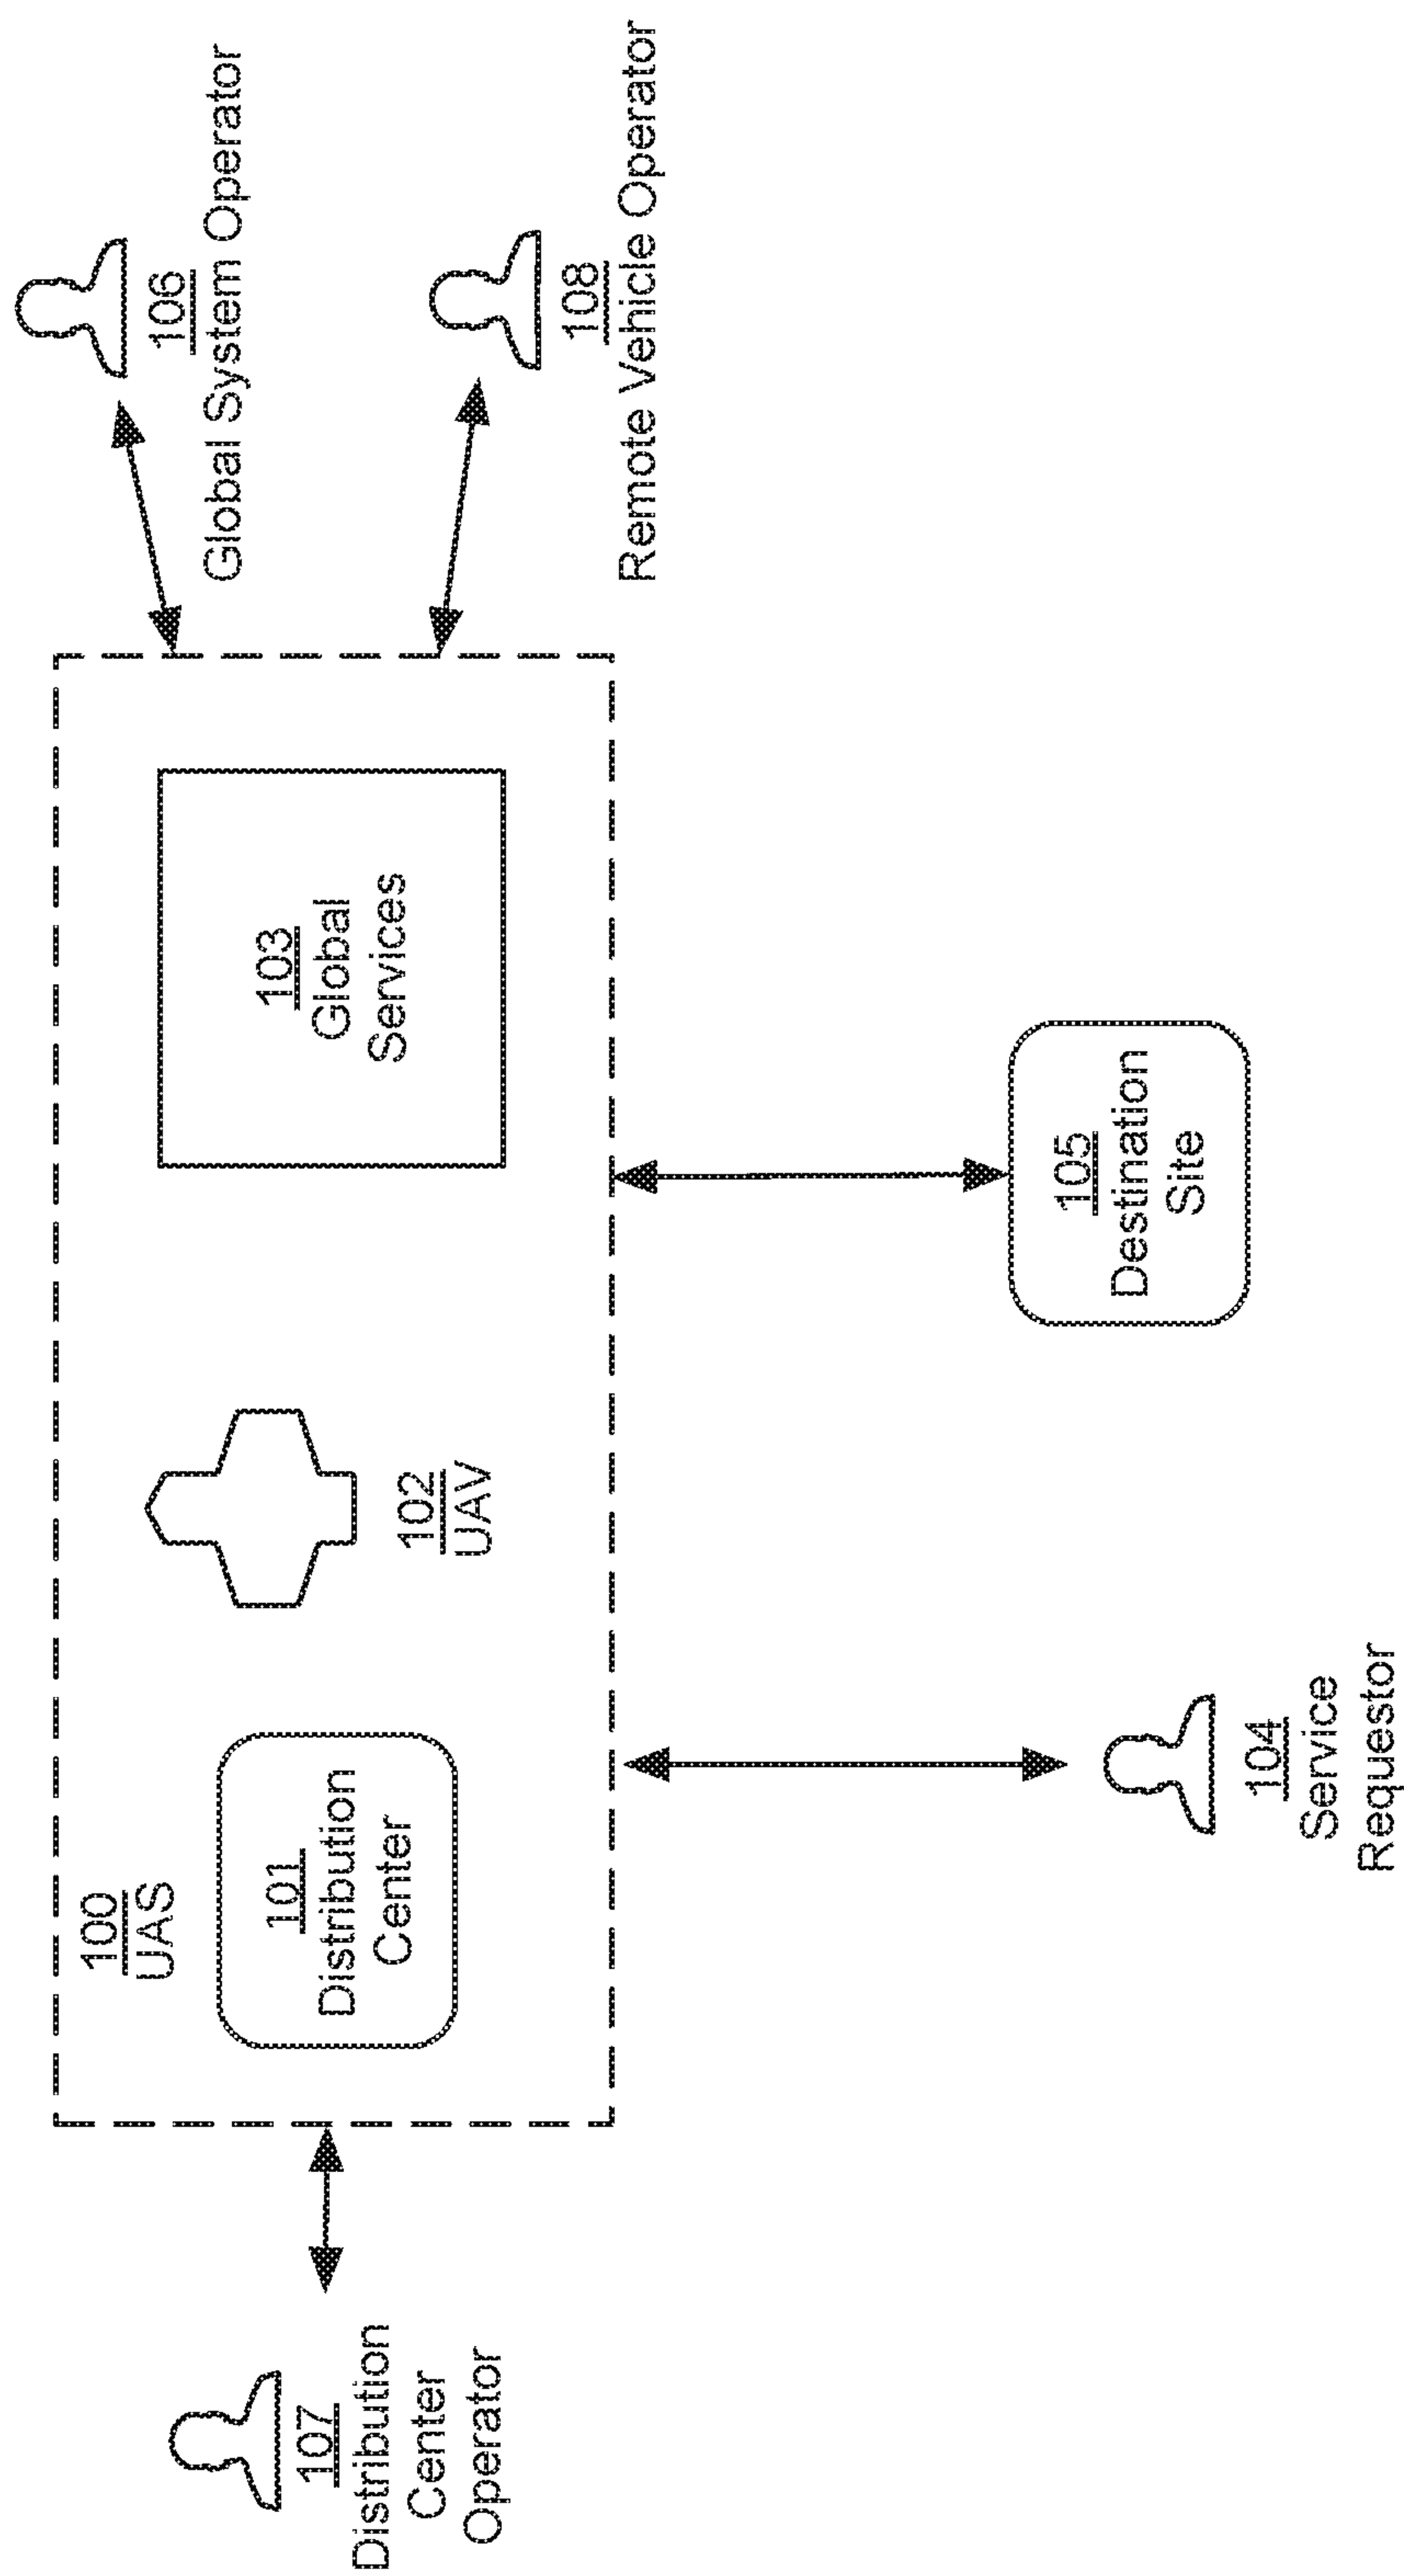 106
Global System Operator
100
UAS
107
Distribution
Center
Operator
101
Distribution
Center
102
UAV
103
Global
Services
108
Remote Vehicle Operator
104
Service
Requestor
105
Destination
Site